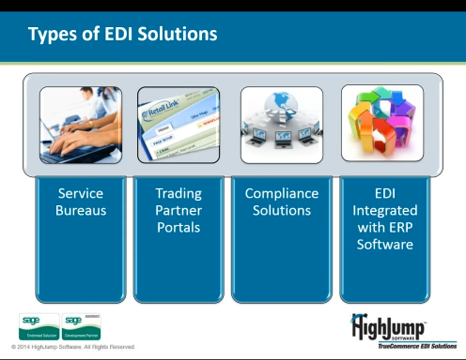 Types of EDI Solutions
Retail Link
Service
Bureaus
Trading
Partner
Portals
Compliance
Solutions
EDI
Integrated
with ERP
Software
sage
sage
© 2014 HighJump Software. All Rights Reserved.
HighJump
SOFTWARE
TrueCommerce EDI Solutions